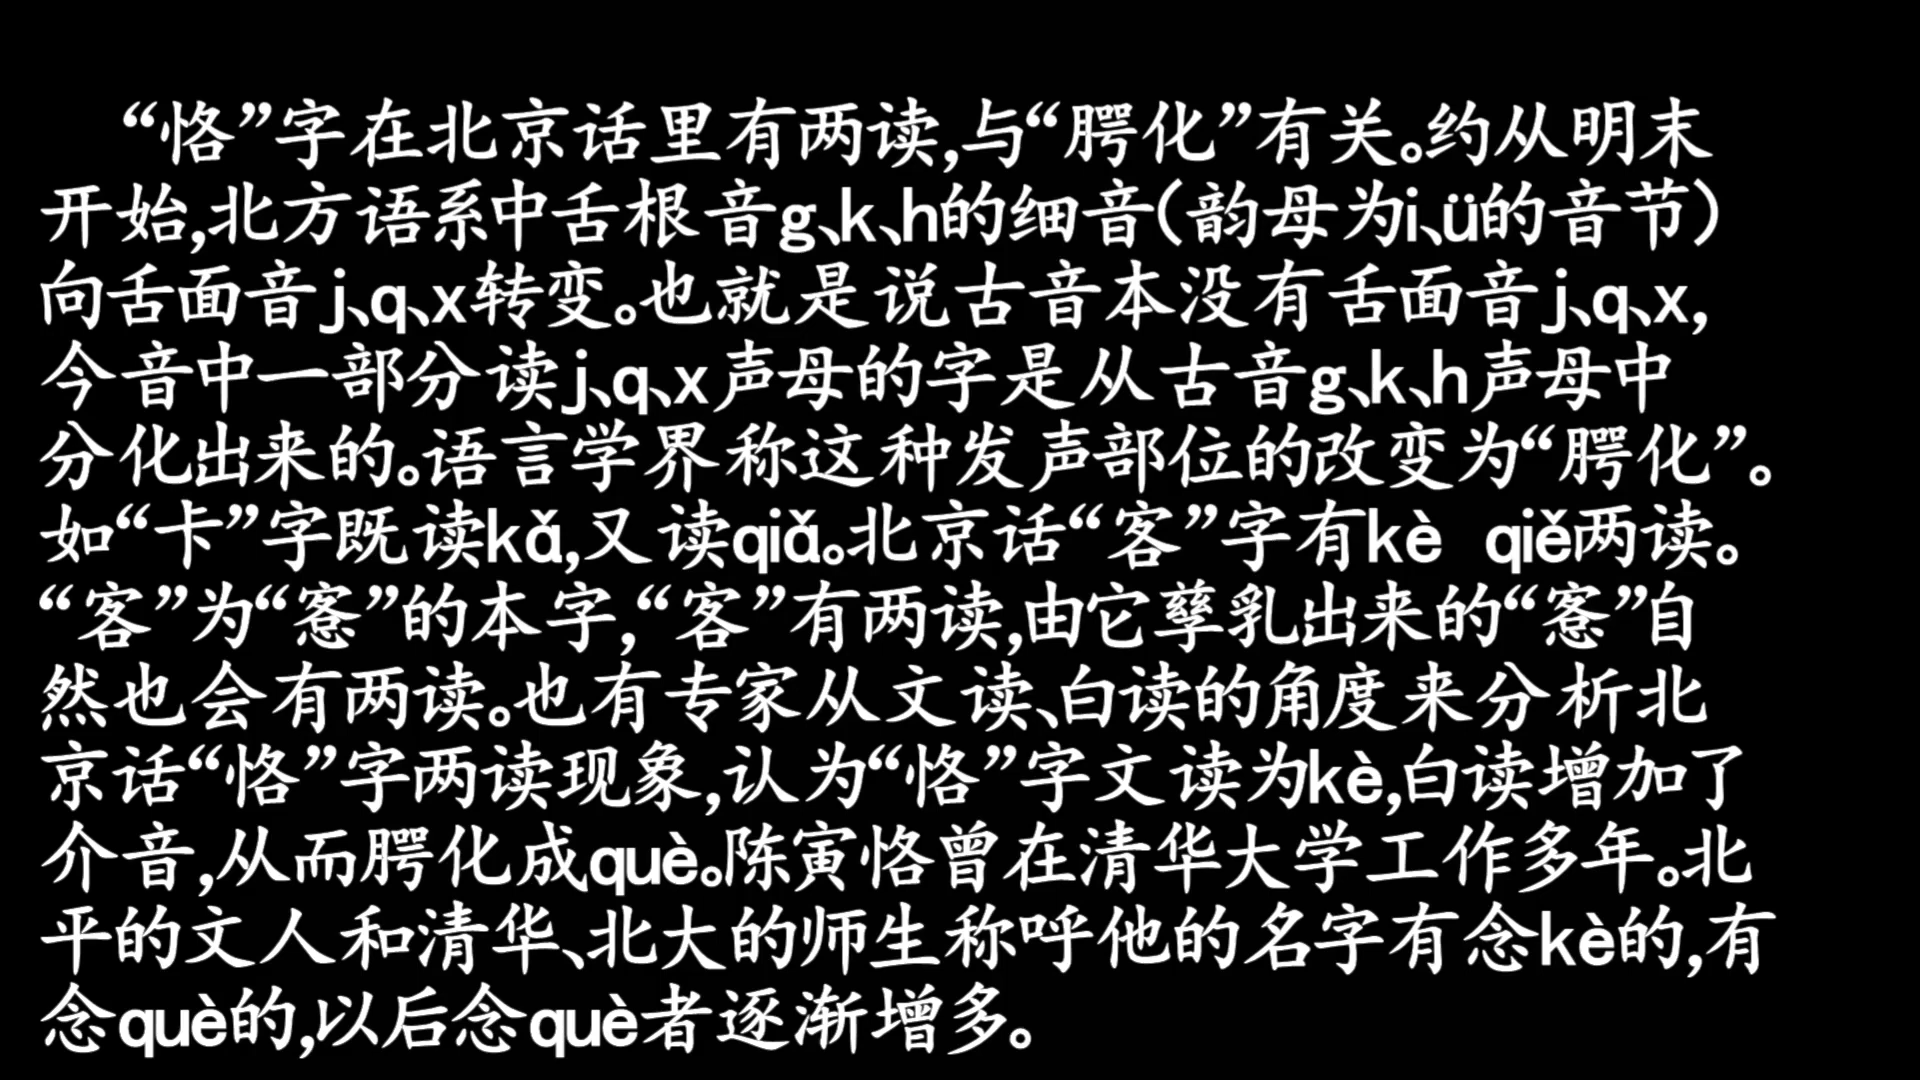 “恪”字在北京话里有两读,与“腭化”有关。约从明末
开始,北方语系中舌根音g、k、h的细音(韵母为i、ü的音节)
向舌面音j、q、x转变。也就是说古音本没有舌面音j、q、x,
今音中一部分读j、q、x声母的字是从古音g、k、h声母中
分化出来的。语言学界称这种发声部位的改变为“腭化”。
如“卡”字既读kǎ,又读qiǎ。北京话“客”字有kè qiě两读。
“客”为“愙”的本字,“客”有两读,由它孳乳出来的“愙”自
然也会有两读。也有专家从文读、白读的角度来分析北
京话“恪”字两读现象,认为“恪”字文读为kè,白读增加了
介音,从而腭化成què。陈寅恪曾在清华大学工作多年。北
平的文人和清华、北大的师生称呼他的名字有念kè的,有
念què的,以后念què者逐渐增多。